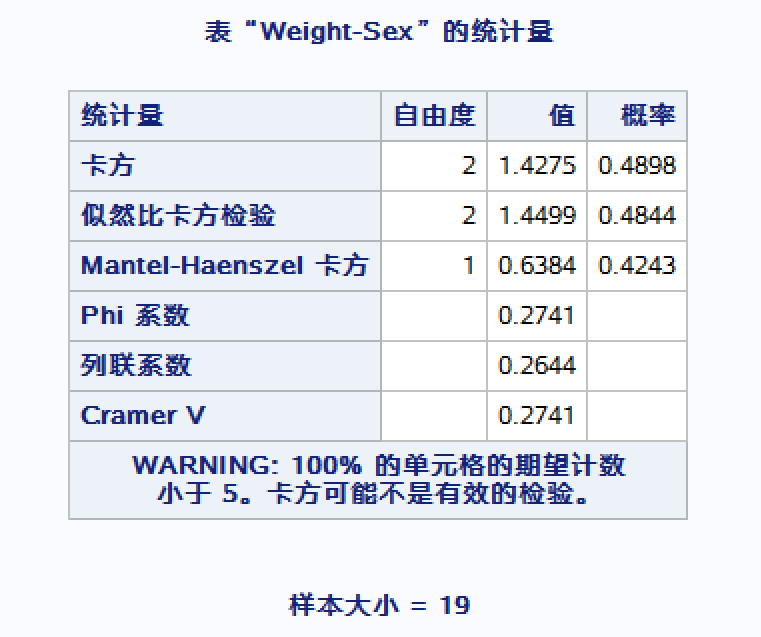 表 “Weight-Sex” 的统计量
统计量 自由度 值 概率
卡方 2 1.4275 0.4898
似然比卡方检验 2 1.4499 0.4844
Mantel-Haenszel 卡方 1 0.6384 0.4243
Phi 系数 0.2741
列联系数 0.2644
Cramer V 0.2741
WARNING: 100% 的单元格的期望计数
小于 5。卡方可能不是有效的检验。
样本大小 = 19